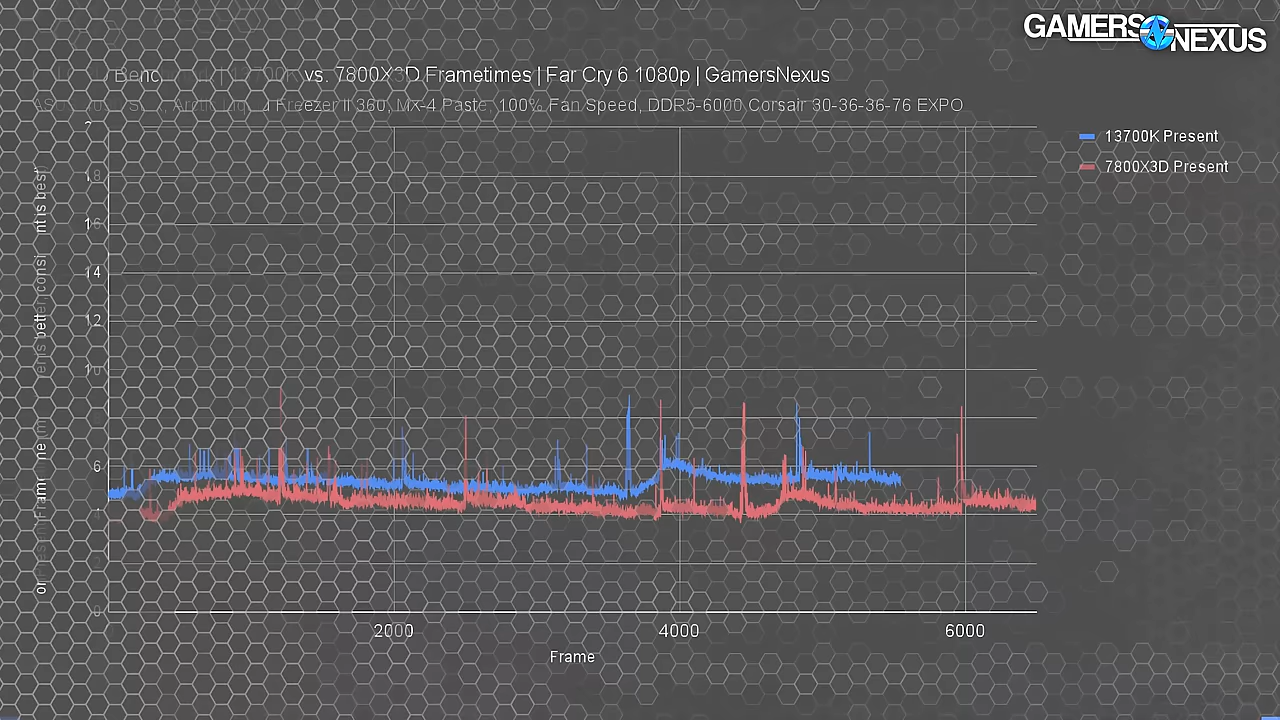 GAMERS NEXUS
vs. 7800X3D Frametimes | Far Cry 6 1080p | GamersNexus
Freezer II 360, MX-4 Paste, 100% Fan Speed, DDR5-6000 Corsair 30-36-36-76 EXPO
13700K Present
7800X3D Present
18
16
14
12
10
6
2
0
2000
4000
6000
Frame